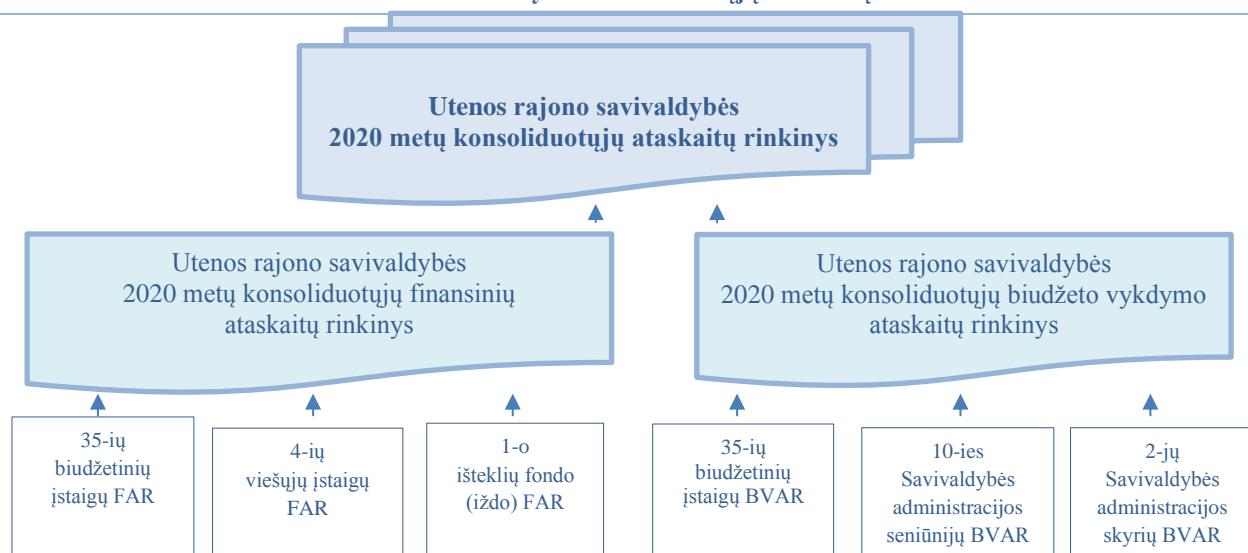 Utenos rajono savivaldybės
2020 metų konsoliduotųjų ataskaitų rinkinys
Utenos rajono savivaldybės
2020 metų konsoliduotųjų finansinių
ataskaitų rinkinys
Utenos rajono savivaldybės
2020 metų konsoliduotųjų biudžeto vykdymo
ataskaitų rinkinys
35-ių
biudžetinių
įstaigų FAR
4-ių
viešųjų įstaigų
FAR
1-o
išteklių fondo
(iždo) FAR
35-ių
biudžetinių
įstaigų BVAR
10-ies
Savivaldybės
administracijos
seniūnijų BVAR
2-jų
Savivaldybės
administracijos
skyrių BVAR